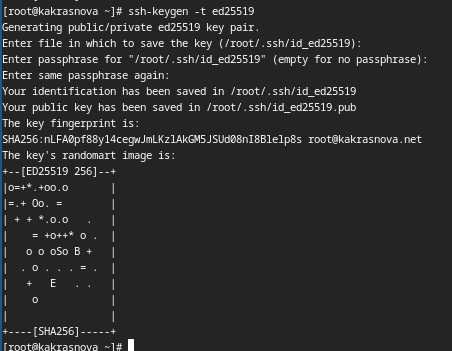 [root@kakrasnova ~]# ssh-keygen -t ed25519
Generating public/private ed25519 key pair.
Enter file in which to save the key (/root/.ssh/id_ed25519):
Enter passphrase for "/root/.ssh/id_ed25519" (empty for no passphrase):
Enter same passphrase again:
Your identification has been saved in /root/.ssh/id_ed25519
Your public key has been saved in /root/.ssh/id_ed25519.pub
The key fingerprint is:
SHA256:nLFA0pf88y14cegwJmLKzlAkGM5JSUd08nI8Blelp8s root@kakrasnova.net
The key's randomart image is:
+--[ED25519 256]--+
|o=+*.+oo.o       |
|=.+ Oo. =        |
| + + *.o.o   .   |
|    = +o++* o .  |
|   o o oSo B +   |
|  . o . . . = .  |
|   +   E   . .   |
|    o            |
|                 |
+----[SHA256]-----+
[root@kakrasnova ~]#